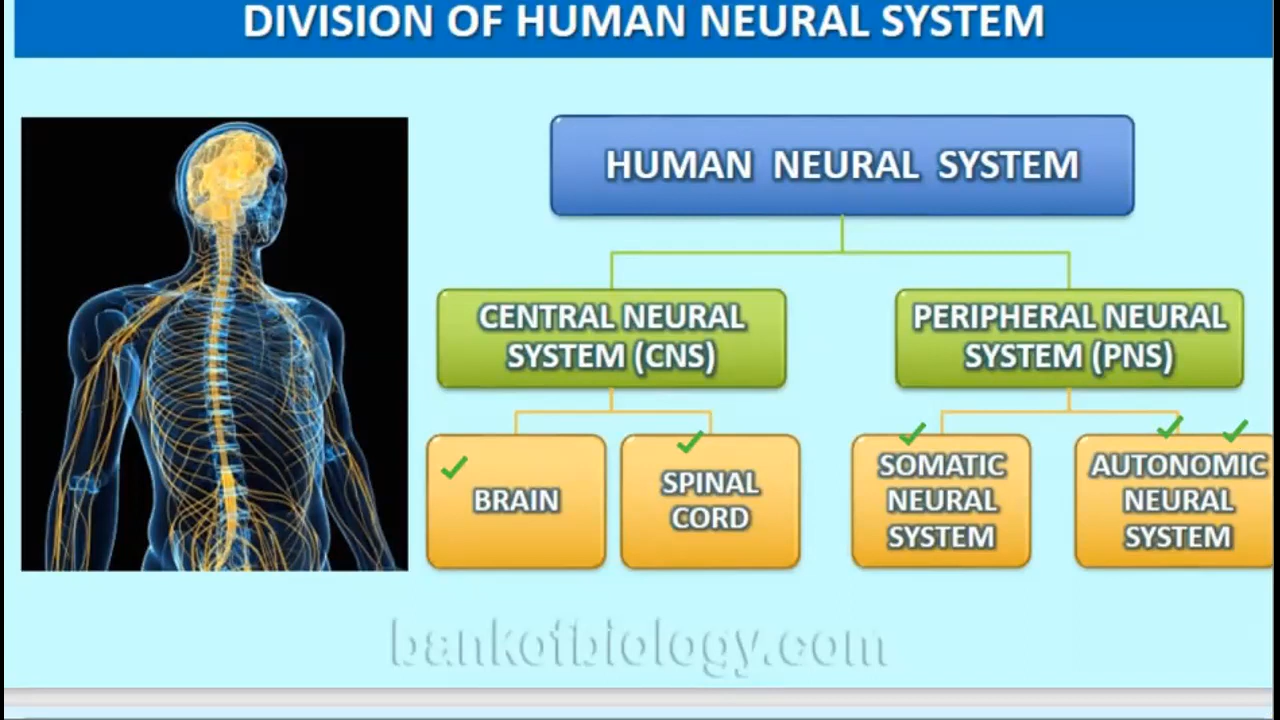 DIVISION OF HUMAN NEURAL SYSTEM
HUMAN NEURAL SYSTEM
CENTRAL NEURAL
SYSTEM (CNS)
PERIPHERAL NEURAL
SYSTEM (PNS)
BRAIN
SPINAL
CORD
SOMATIC
NEURAL
SYSTEM
AUTONOMIC
NEURAL
SYSTEM
bankofbiology.com